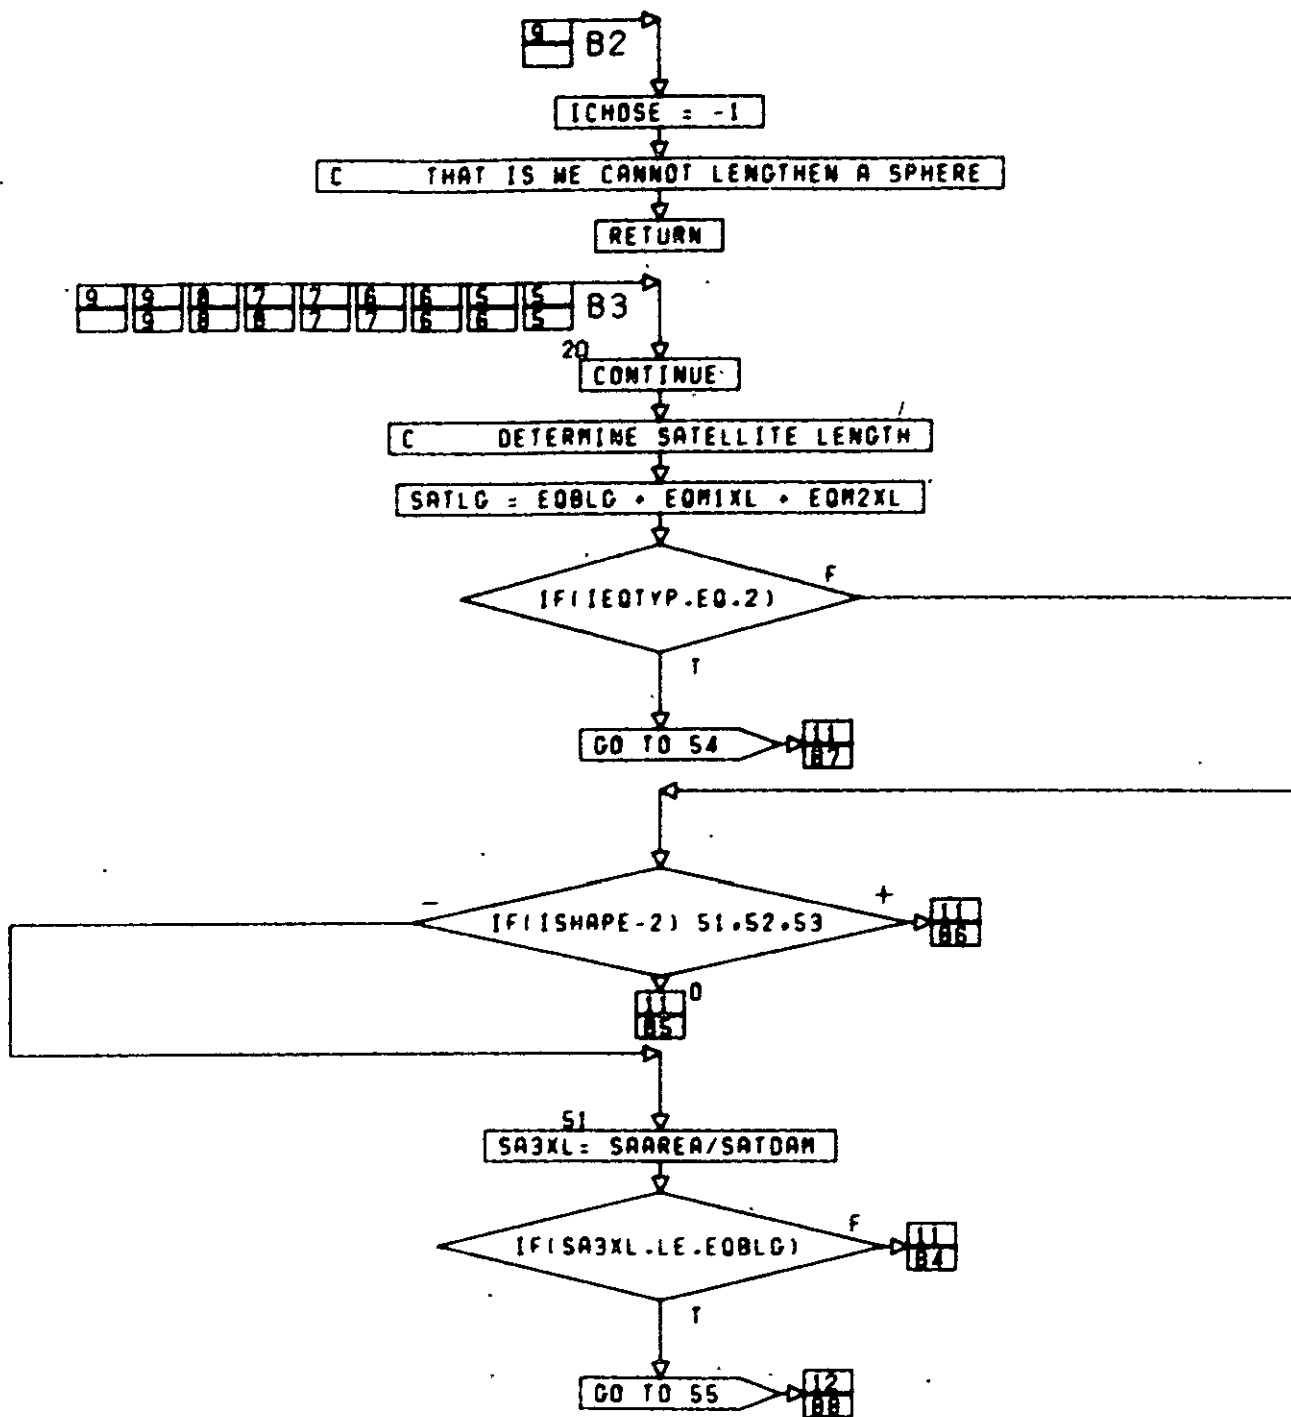 9 B2
ICHOSE = -1
C THAT IS WE CANNOT LENGTHEN A SPHERE
RETURN
9 9 8 7 7 6 6 5 5 B3
9 8 8 7 7 6 6 5
20
CONTINUE
C DETERMINE SATELLITE LENGTH
SATLG = EQBLG + EQM1XL + EQM2XL
F
IF(IEQTYP.EQ.2)
T
GO TO 54
11
B7
- +
IF(ISHAPE-2) 51,52,53
11
B6
0
11
B5
51
SA3XL= SAAREA/SATDAM
F
IF(SA3XL.LE.EQBLG)
11
B4
T
GO TO 55
12
B8